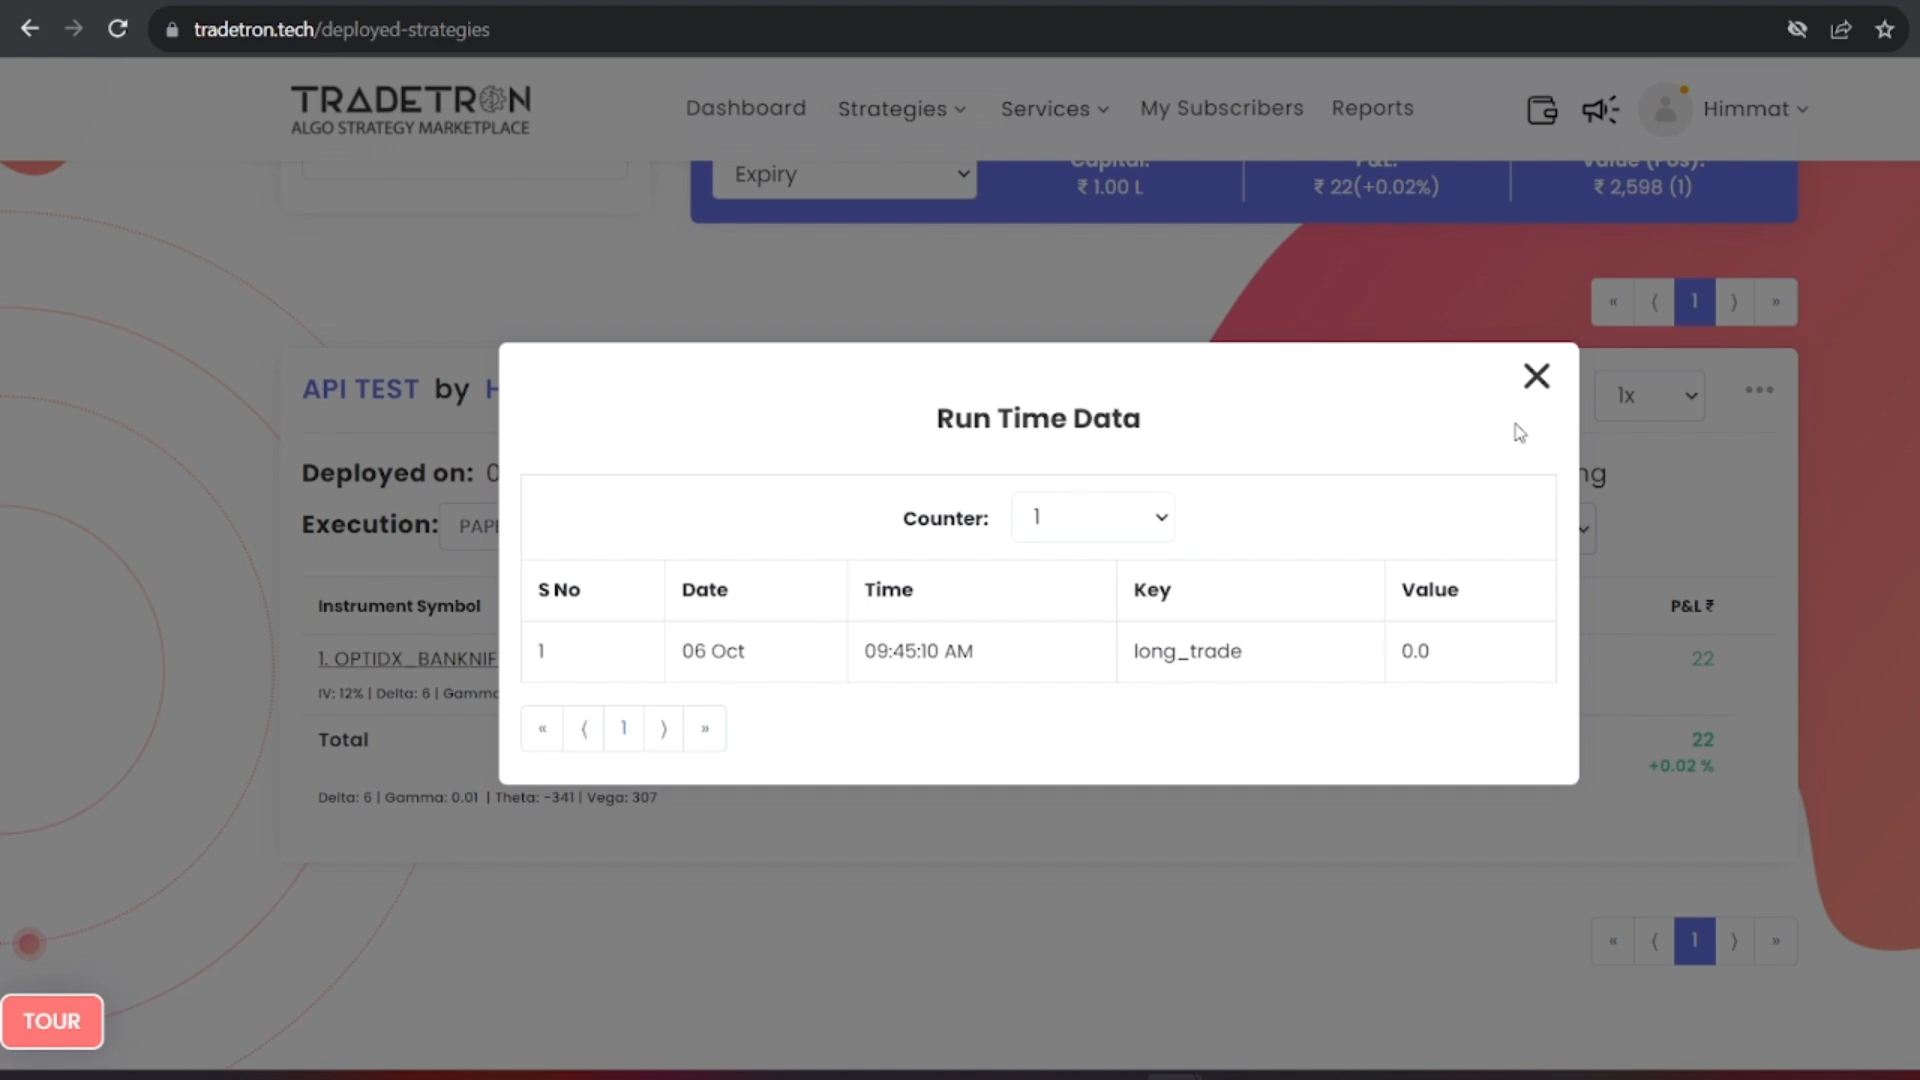 tradetron.tech/deployed-strategies
TRADETRON
ALGO STRATEGY MARKETPLACE
Dashboard Strategies Services My Subscribers Reports Himmat
Capital: P&L: Value (Pos):
Expiry ₹ 1.00 L ₹ 22(+0.02%) ₹ 2,598 (1)
« ⟨ 1 ⟩ »
API TEST by 1x
Run Time Data
Deployed on: ng
Execution:
Counter: 1
S No Date Time Key Value
1 06 Oct 09:45:10 AM long_trade 0.0
« ⟨ 1 ⟩ »
Instrument Symbol P&L ₹
1. OPTIDX_BANKNIF 22
IV: 12% | Delta: 6 | Gamma
Total 22
+0.02 %
Delta: 6 | Gamma: 0.01 | Theta: -341 | Vega: 307
« ⟨ 1 ⟩ »
TOUR